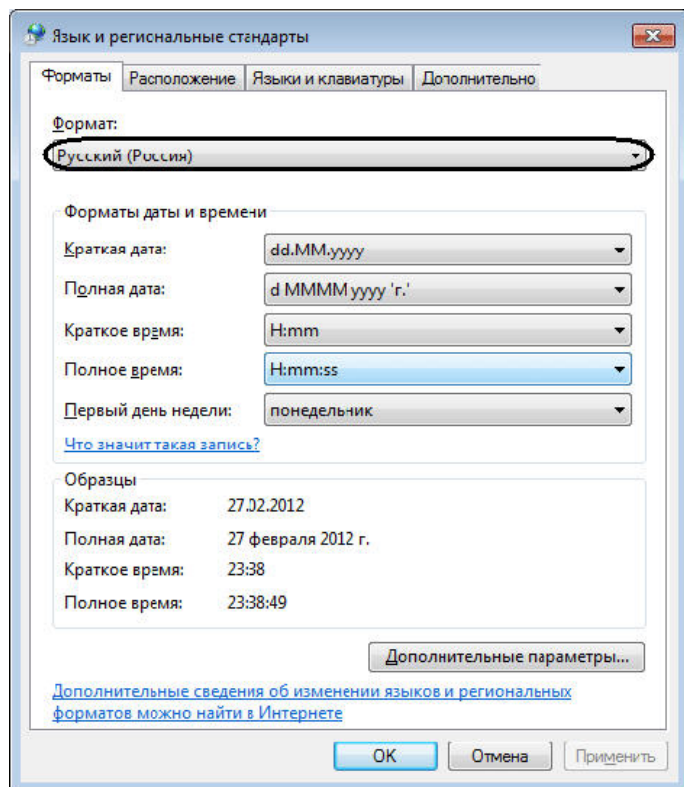 Язык и региональные стандарты
Форматы Расположение Языки и клавиатуры Дополнительно
Формат:
Русский (Россия)
Форматы даты и времени
Краткая дата: dd.MM.yyyy
Полная дата: d MMMM yyyy 'г.'
Краткое время: H:mm
Полное время: H:mm:ss
Первый день недели: понедельник
Что значит такая запись?
Образцы
Краткая дата: 27.02.2012
Полная дата: 27 февраля 2012 г.
Краткое время: 23:38
Полное время: 23:38:49
Дополнительные параметры...
Дополнительные сведения об изменении языков и региональных
форматов можно найти в Интернете
OK Отмена Применить